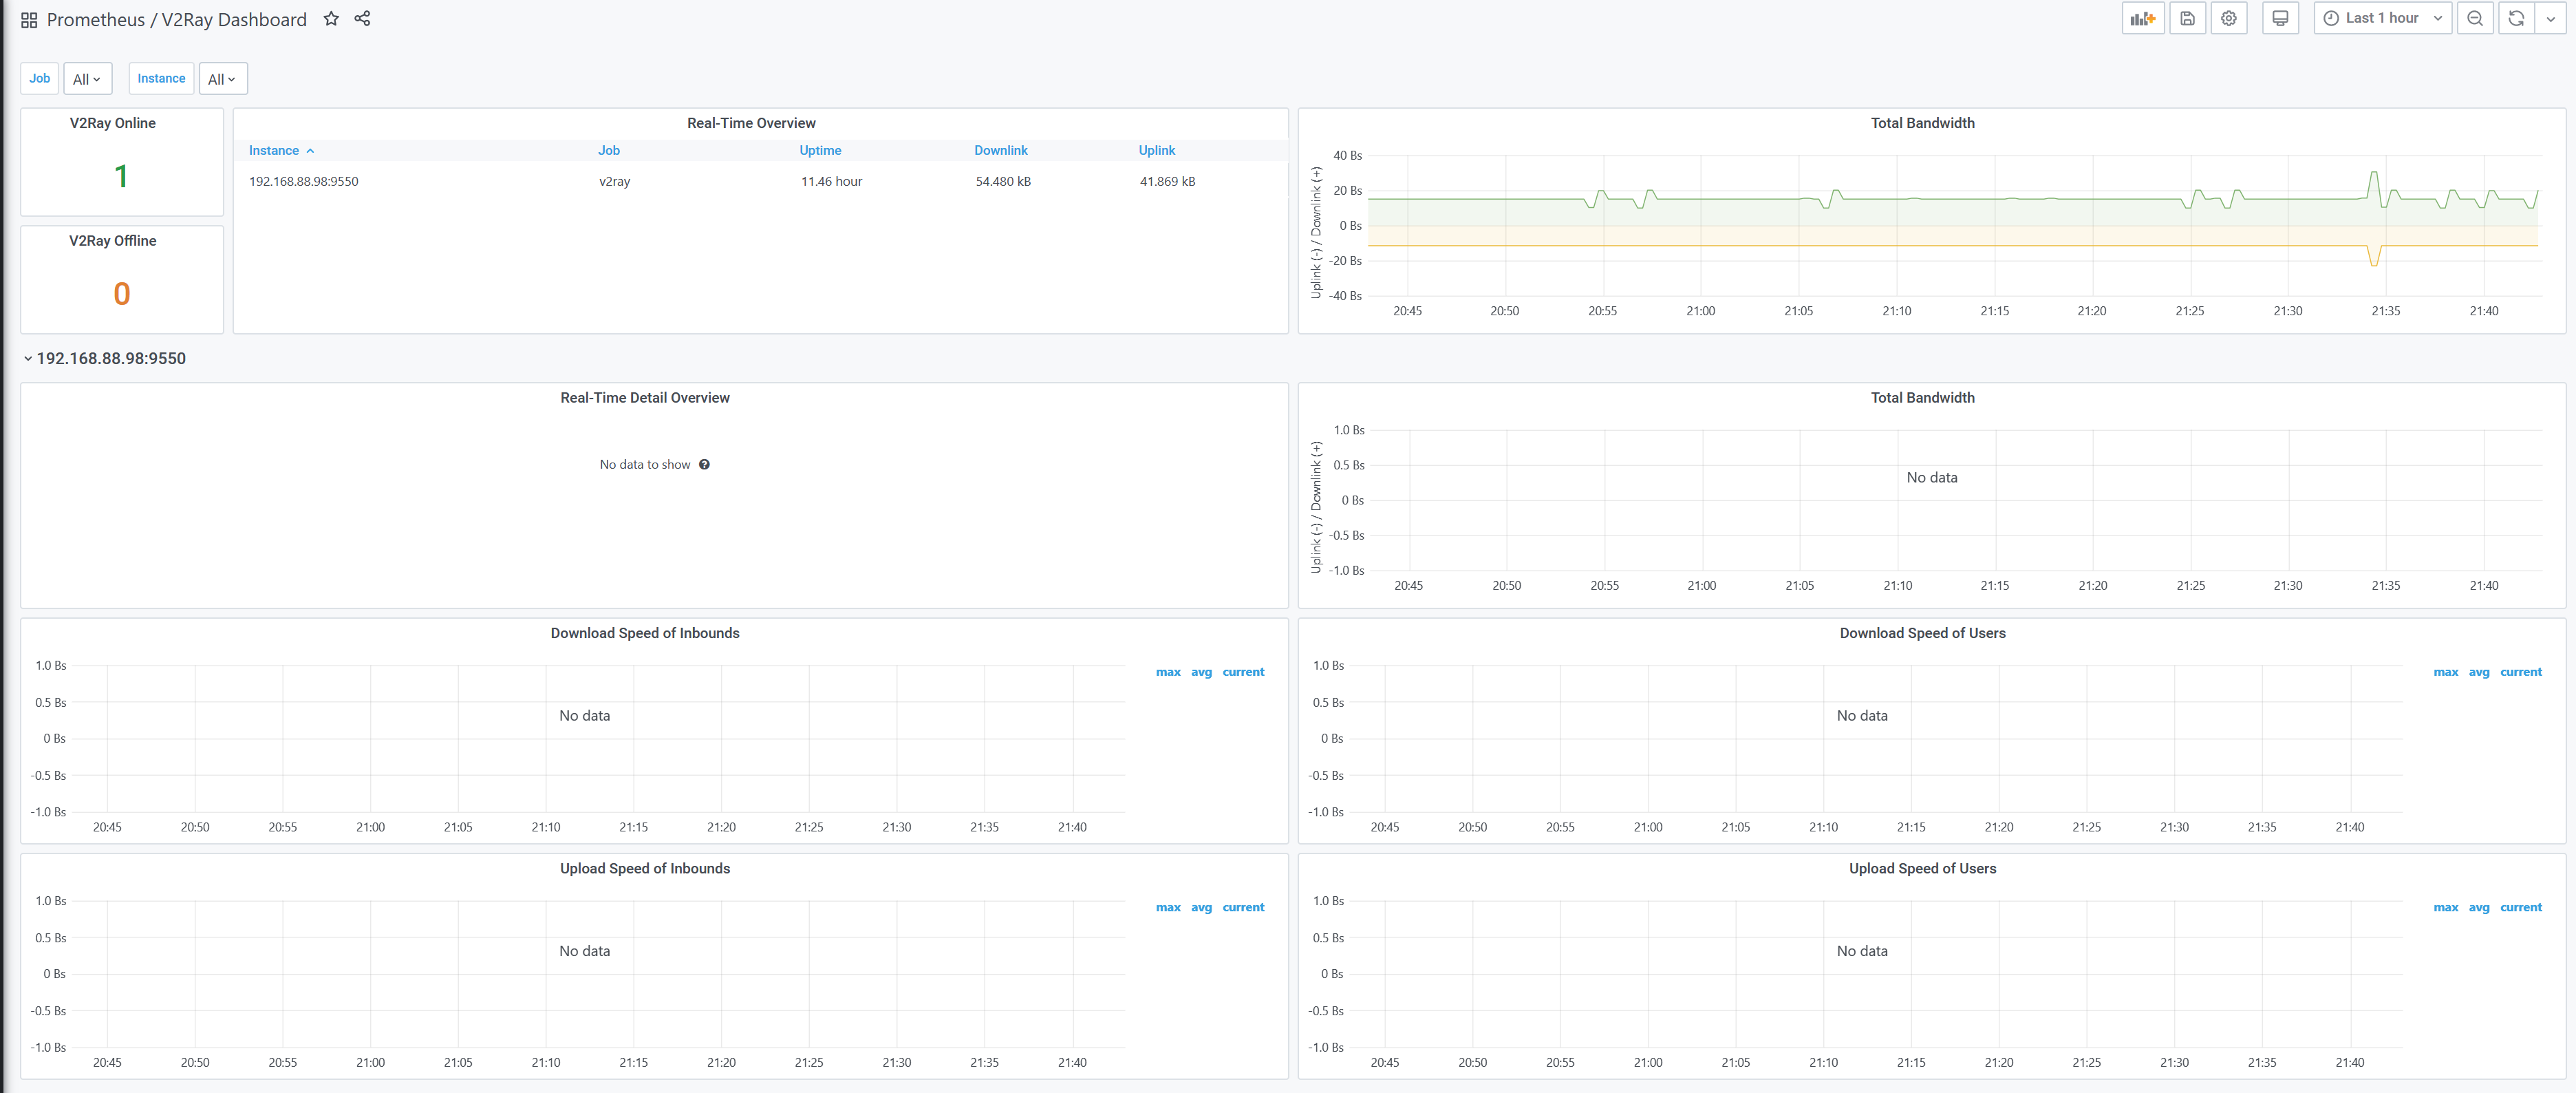 Prometheus / V2Ray Dashboard
Last 1 hour
Job All Instance All
V2Ray Online
1
V2Ray Offline
0
Real-Time Overview
Instance Job Uptime Downlink Uplink
192.168.88.98:9550 v2ray 11.46 hour 54.480 kB 41.869 kB
Total Bandwidth
Uplink (-) / Downlink (+)
40 Bs
20 Bs
0 Bs
-20 Bs
-40 Bs
20:45 20:50 20:55 21:00 21:05 21:10 21:15 21:20 21:25 21:30 21:35 21:40
192.168.88.98:9550
Real-Time Detail Overview
No data to show
Total Bandwidth
Uplink (-) / Downlink (+)
1.0 Bs
0.5 Bs
0 Bs
-0.5 Bs
-1.0 Bs
No data
20:45 20:50 20:55 21:00 21:05 21:10 21:15 21:20 21:25 21:30 21:35 21:40
Download Speed of Inbounds
1.0 Bs
0.5 Bs
0 Bs
-0.5 Bs
-1.0 Bs
No data
max avg current
20:45 20:50 20:55 21:00 21:05 21:10 21:15 21:20 21:25 21:30 21:35 21:40
Download Speed of Users
1.0 Bs
0.5 Bs
0 Bs
-0.5 Bs
-1.0 Bs
No data
max avg current
20:45 20:50 20:55 21:00 21:05 21:10 21:15 21:20 21:25 21:30 21:35 21:40
Upload Speed of Inbounds
1.0 Bs
0.5 Bs
0 Bs
-0.5 Bs
-1.0 Bs
No data
max avg current
20:45 20:50 20:55 21:00 21:05 21:10 21:15 21:20 21:25 21:30 21:35 21:40
Upload Speed of Users
1.0 Bs
0.5 Bs
0 Bs
-0.5 Bs
-1.0 Bs
No data
max avg current
20:45 20:50 20:55 21:00 21:05 21:10 21:15 21:20 21:25 21:30 21:35 21:40